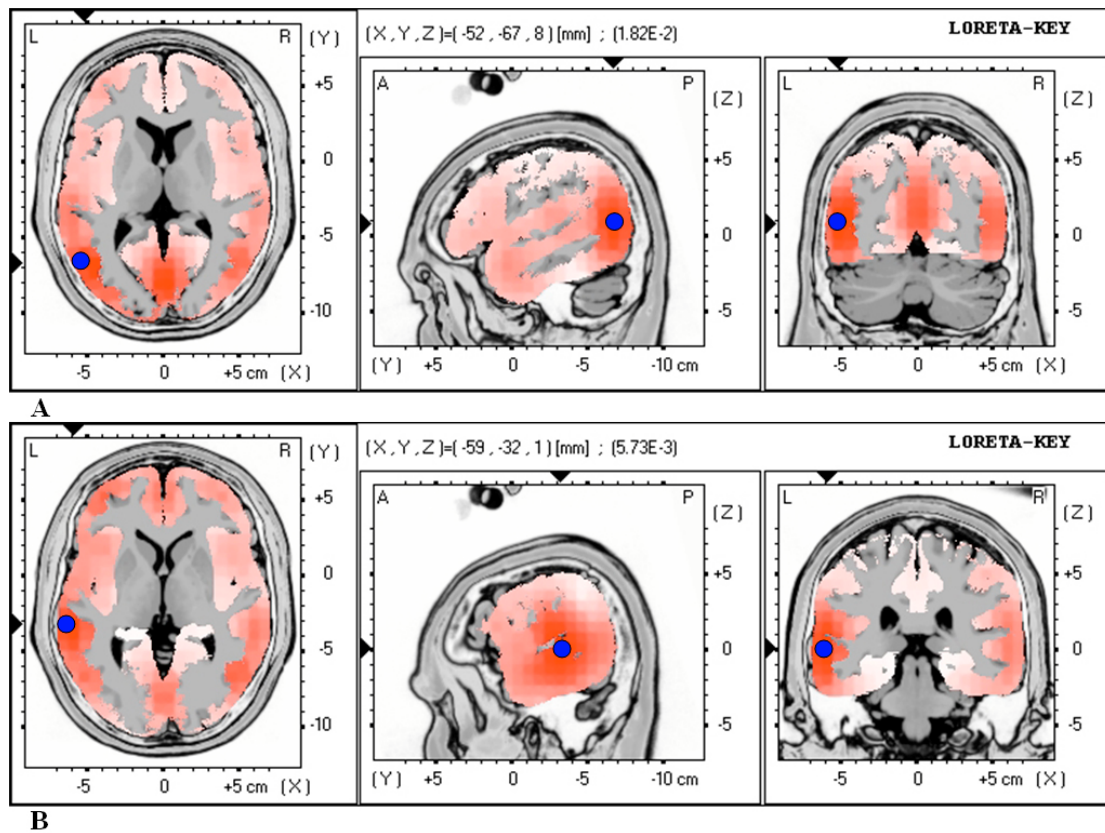 (X, Y, Z)=( -52, -67, 8) [mm] ; (1.82E-2)
LORETA-KEY
L R (Y)
+5
0
-5
-10
-5 0 +5 cm (X)
A P (Z)
+5
0
-5
(Y) +5 0 -5 -10 cm
L R (Z)
+5
0
-5
-5 0 +5 cm (X)
A
(X, Y, Z)=( -59, -32, 1) [mm] ; (5.73E-3)
LORETA-KEY
L R (Y)
+5
0
-5
-10
-5 0 +5 cm (X)
A P (Z)
+5
0
-5
(Y) +5 0 -5 -10 cm
L R (Z)
+5
0
-5
-5 0 +5 cm (X)
B